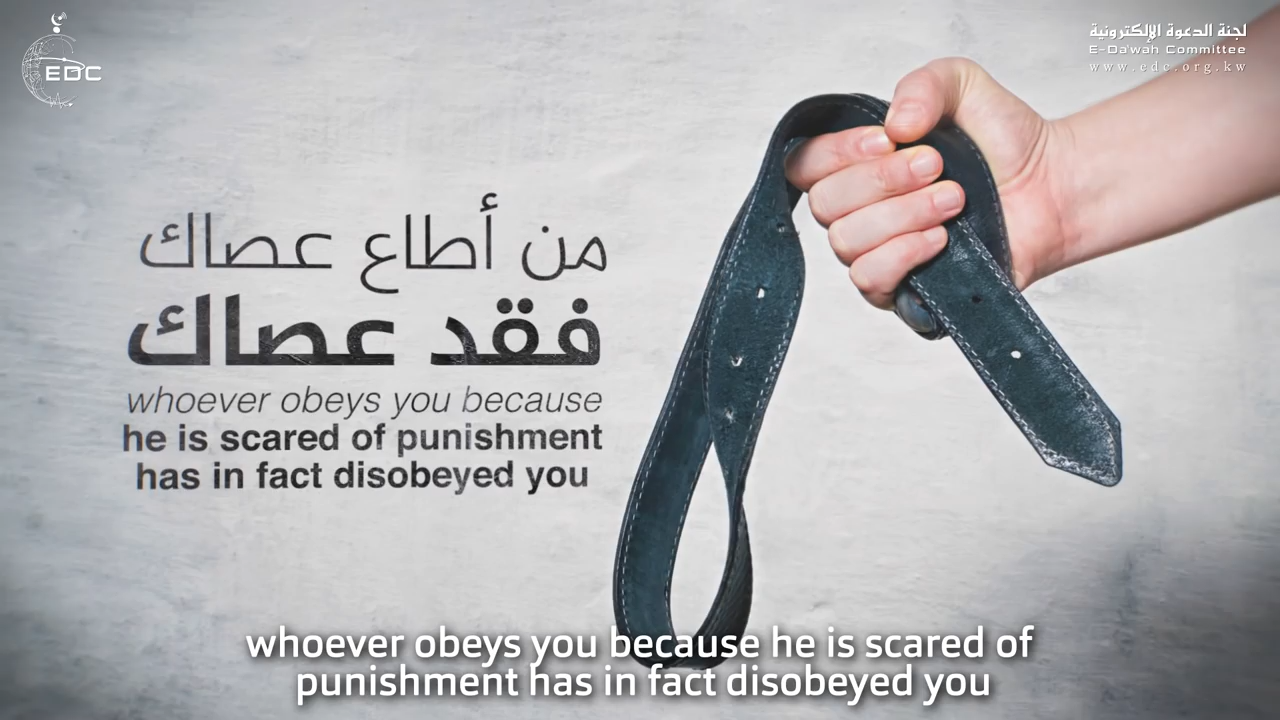 EDC
لجنة الدعوة الإلكترونية
E-Da'wah Committee
www.edc.org.kw
من أطاع عصاك
فقد عصاك
whoever obeys you because
he is scared of punishment
has in fact disobeyed you
whoever obeys you because he is scared of
punishment has in fact disobeyed you